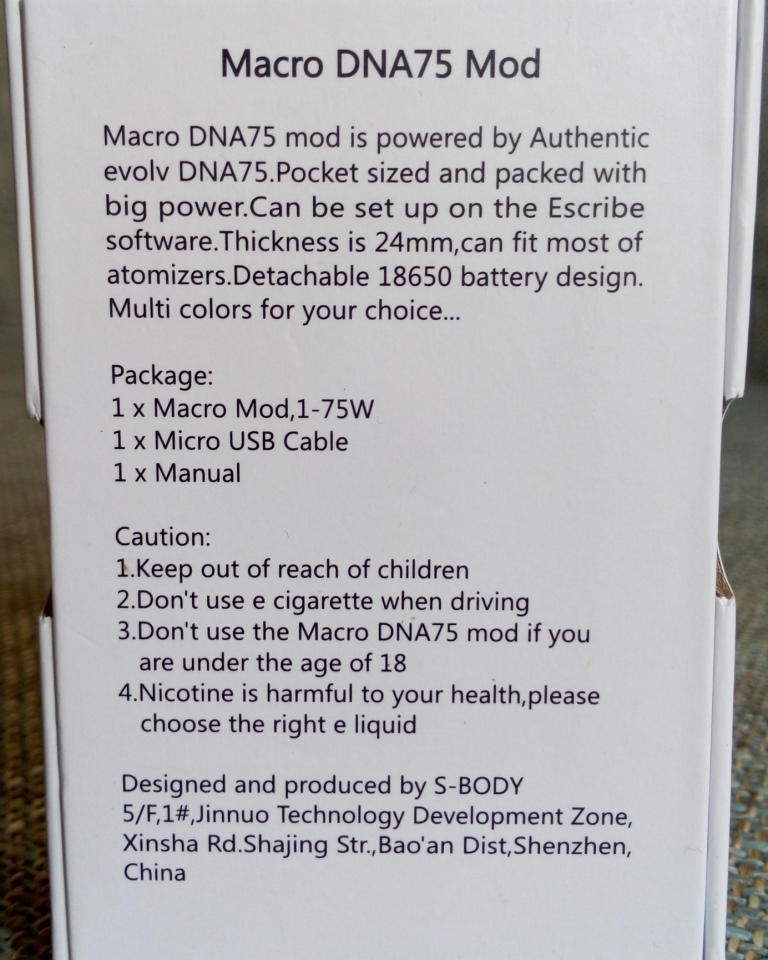 Macro DNA75 Mod
Macro DNA75 mod is powered by Authentic
evolv DNA75.Pocket sized and packed with
big power.Can be set up on the Escribe
software.Thickness is 24mm,can fit most of
atomizers.Detachable 18650 battery design.
Multi colors for your choice...
Package:
1 x Macro Mod,1-75W
1 x Micro USB Cable
1 x Manual
Caution:
1.Keep out of reach of children
2.Don't use e cigarette when driving
3.Don't use the Macro DNA75 mod if you
are under the age of 18
4.Nicotine is harmful to your health,please
choose the right e liquid
Designed and produced by S-BODY
5/F,1#,Jinnuo Technology Development Zone,
Xinsha Rd.Shajing Str.,Bao'an Dist,Shenzhen,
China